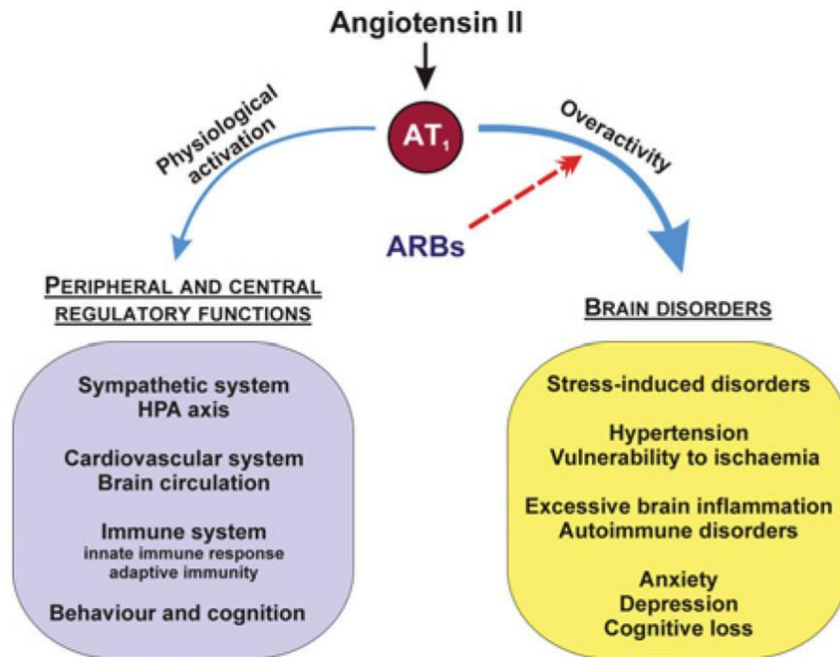 Angiotensin II
Physiological
activation
AT1
Overactivity
ARBs
PERIPHERAL AND CENTRAL
REGULATORY FUNCTIONS
Sympathetic system
HPA axis
Cardiovascular system
Brain circulation
Immune system
innate immune response
adaptive immunity
Behaviour and cognition
BRAIN DISORDERS
Stress-induced disorders
Hypertension
Vulnerability to ischaemia
Excessive brain inflammation
Autoimmune disorders
Anxiety
Depression
Cognitive loss